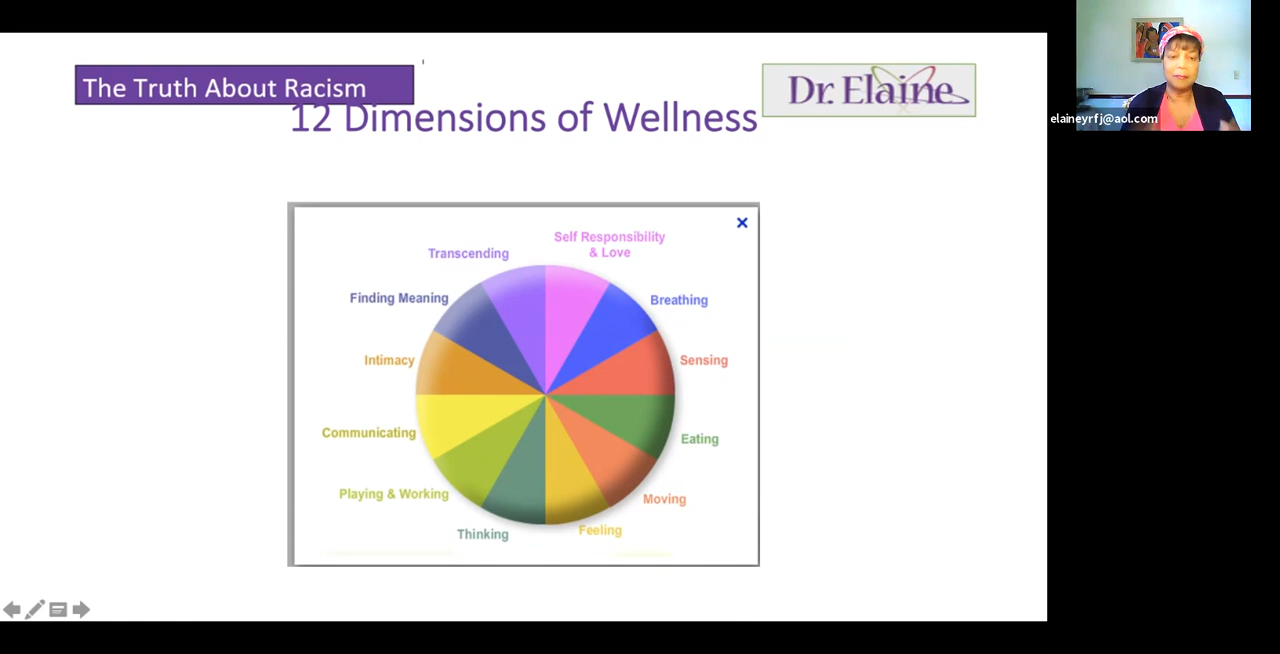 The Truth About Racism
Dr. Elaine
12 Dimensions of Wellness
Self Responsibility
& Love
Transcending
Breathing
Finding Meaning
Sensing
Intimacy
Eating
Communicating
Moving
Playing & Working
Feeling
Thinking
elaineyrfj@aol.com